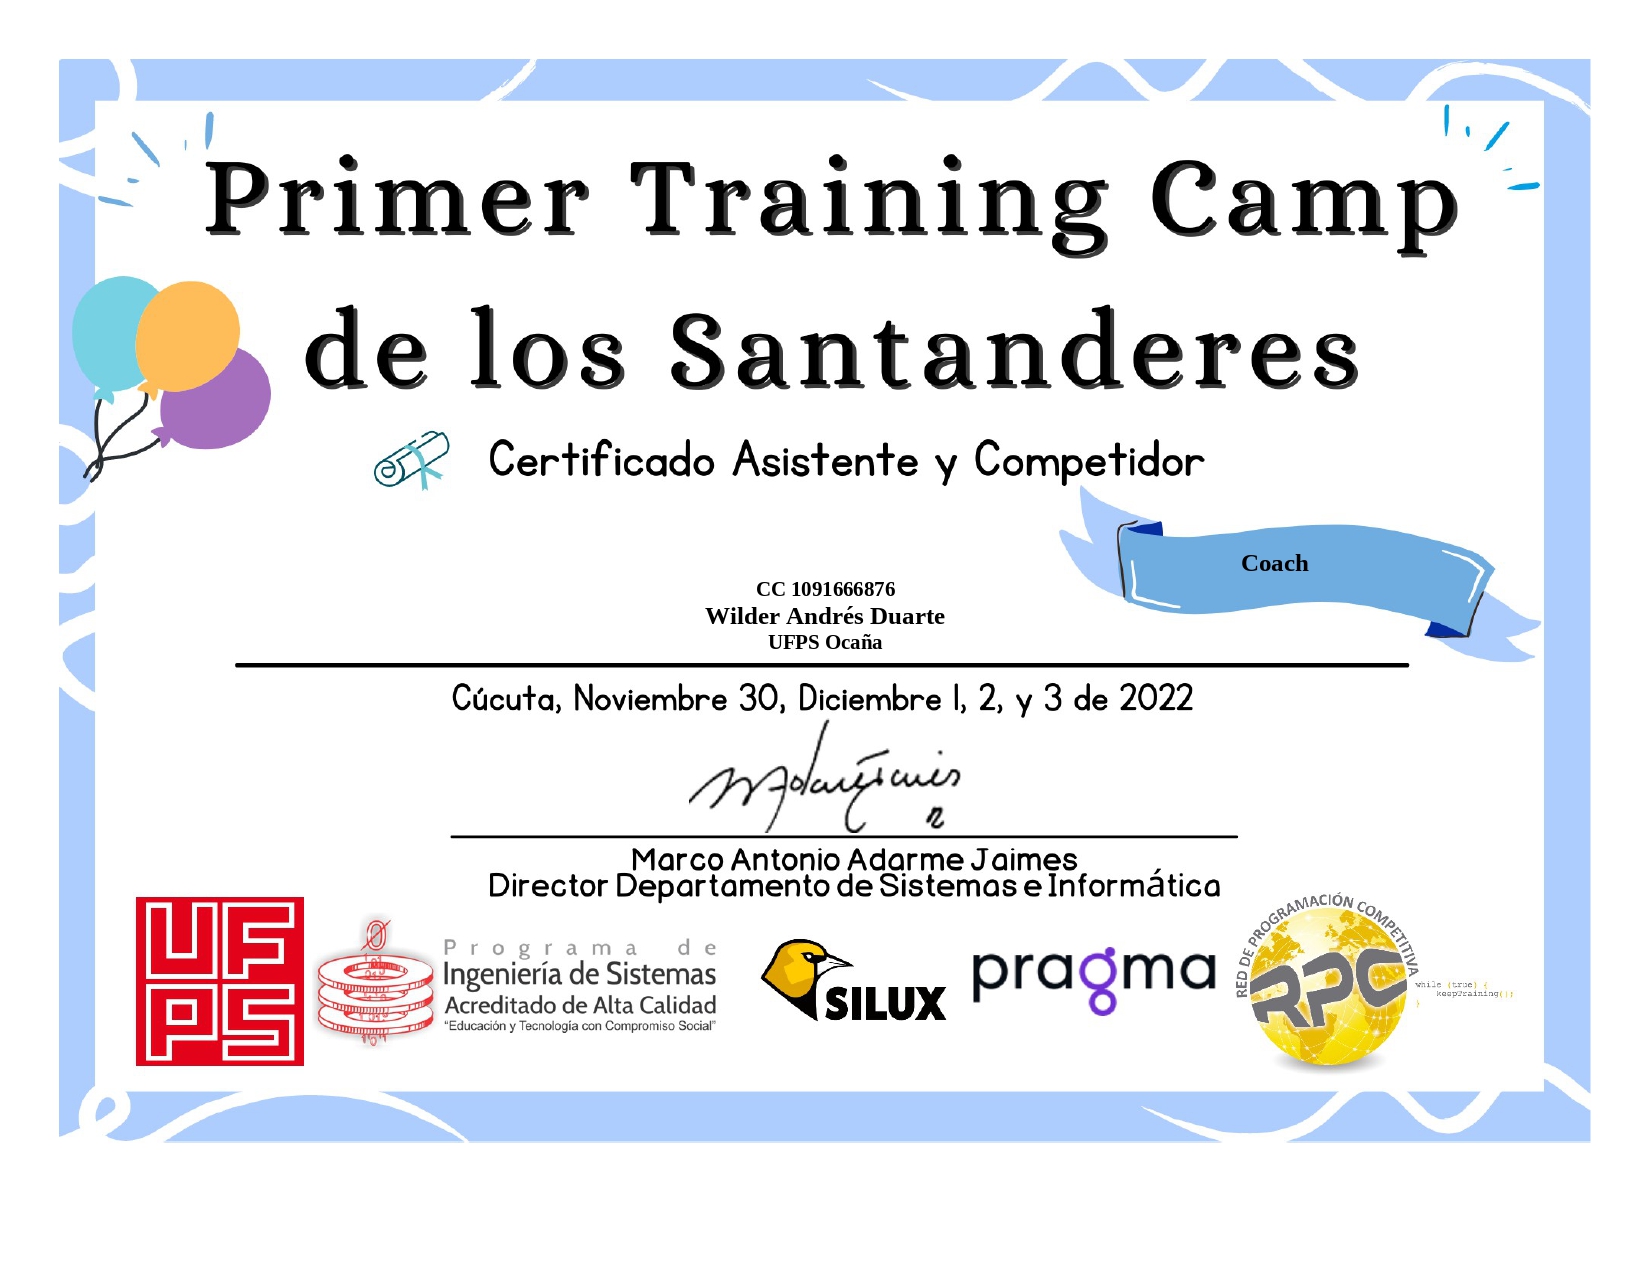 Primer Training Camp
de los Santanderes
Certificado Asistente y Competidor
Coach
CC 1091666876
Wilder Andrés Duarte
UFPS Ocaña
Cúcuta, Noviembre 30, Diciembre 1, 2, y 3 de 2022
Marco Antonio Adarme Jaimes
Director Departamento de Sistemas e Informática
UFPS
Programa de
Ingeniería de Sistemas
Acreditado de Alta Calidad
"Educación y Tecnología con Compromiso Social"
SILUX
pragma
RED DE PROGRAMACIÓN COMPETITIVA
RPC
while (true) {
keepTraining();
}